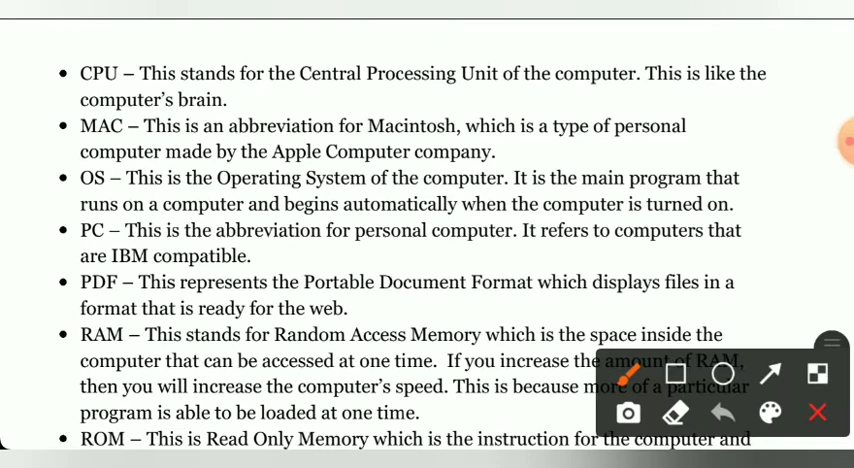 • CPU – This stands for the Central Processing Unit of the computer. This is like the
computer’s brain.
• MAC – This is an abbreviation for Macintosh, which is a type of personal
computer made by the Apple Computer company.
• OS – This is the Operating System of the computer. It is the main program that
runs on a computer and begins automatically when the computer is turned on.
• PC – This is the abbreviation for personal computer. It refers to computers that
are IBM compatible.
• PDF – This represents the Portable Document Format which displays files in a
format that is ready for the web.
• RAM – This stands for Random Access Memory which is the space inside the
computer that can be accessed at one time.  If you increase the amount of RAM,
then you will increase the computer’s speed. This is because more of a particular
program is able to be loaded at one time.
• ROM – This is Read Only Memory which is the instruction for the computer and